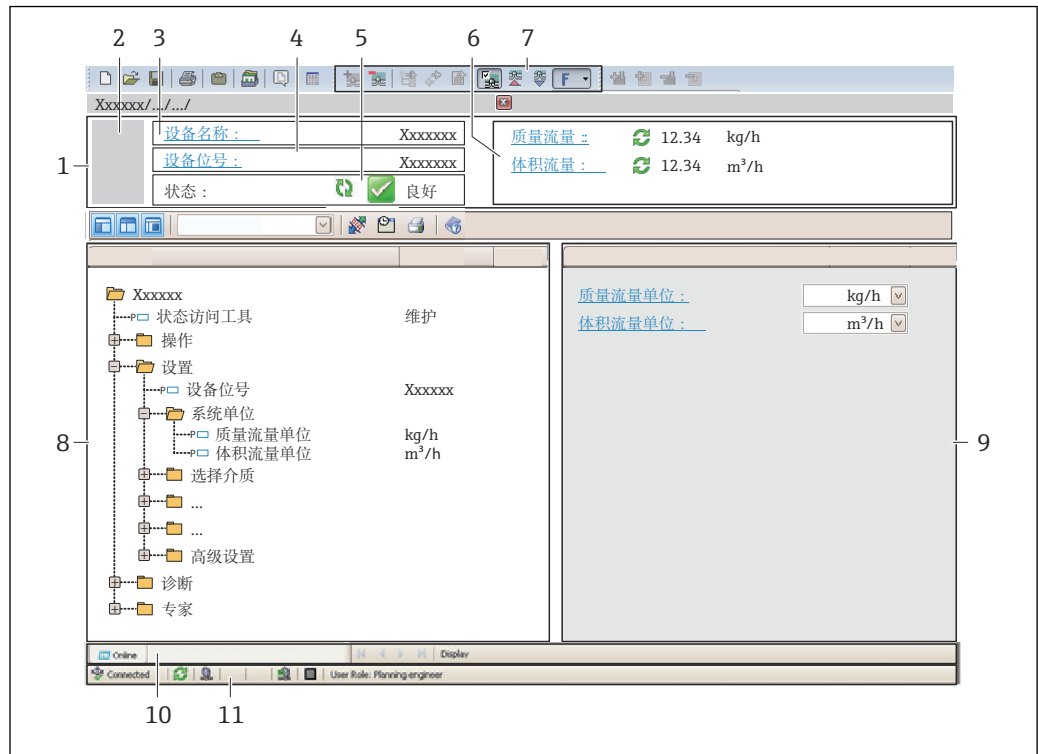 2 3 4 5 6 7
F
Xxxxxx/../../
1
设备名称： Xxxxxxx
设备位号： Xxxxxxx
状态： 良好
质量流量：: 12.34 kg/h
体积流量： 12.34 m³/h
Xxxxxx
P 状态访问工具 维护
操作
设置
P 设备位号 Xxxxxx
系统单位
P 质量流量单位 kg/h
P 体积流量单位 m³/h
选择介质
...
...
高级设置
诊断
专家
8
质量流量单位： kg/h
体积流量单位： m³/h
9
Online Display
Connected User Role: Planning engineer
10 11